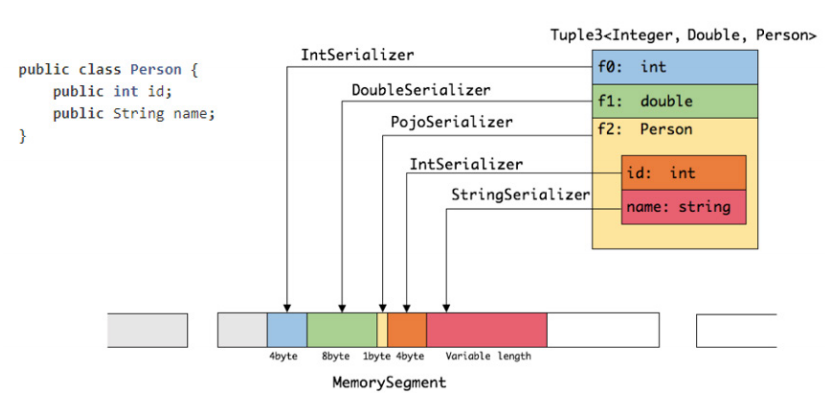 Tuple3<Integer, Double, Person>
IntSerializer
f0: int
public class Person {
public int id;
public String name;
}
DoubleSerializer
f1: double
PojoSerializer
f2: Person
IntSerializer
id: int
StringSerializer
name: string
4byte
8byte
1byte
4byte
Variable length
MemorySegment